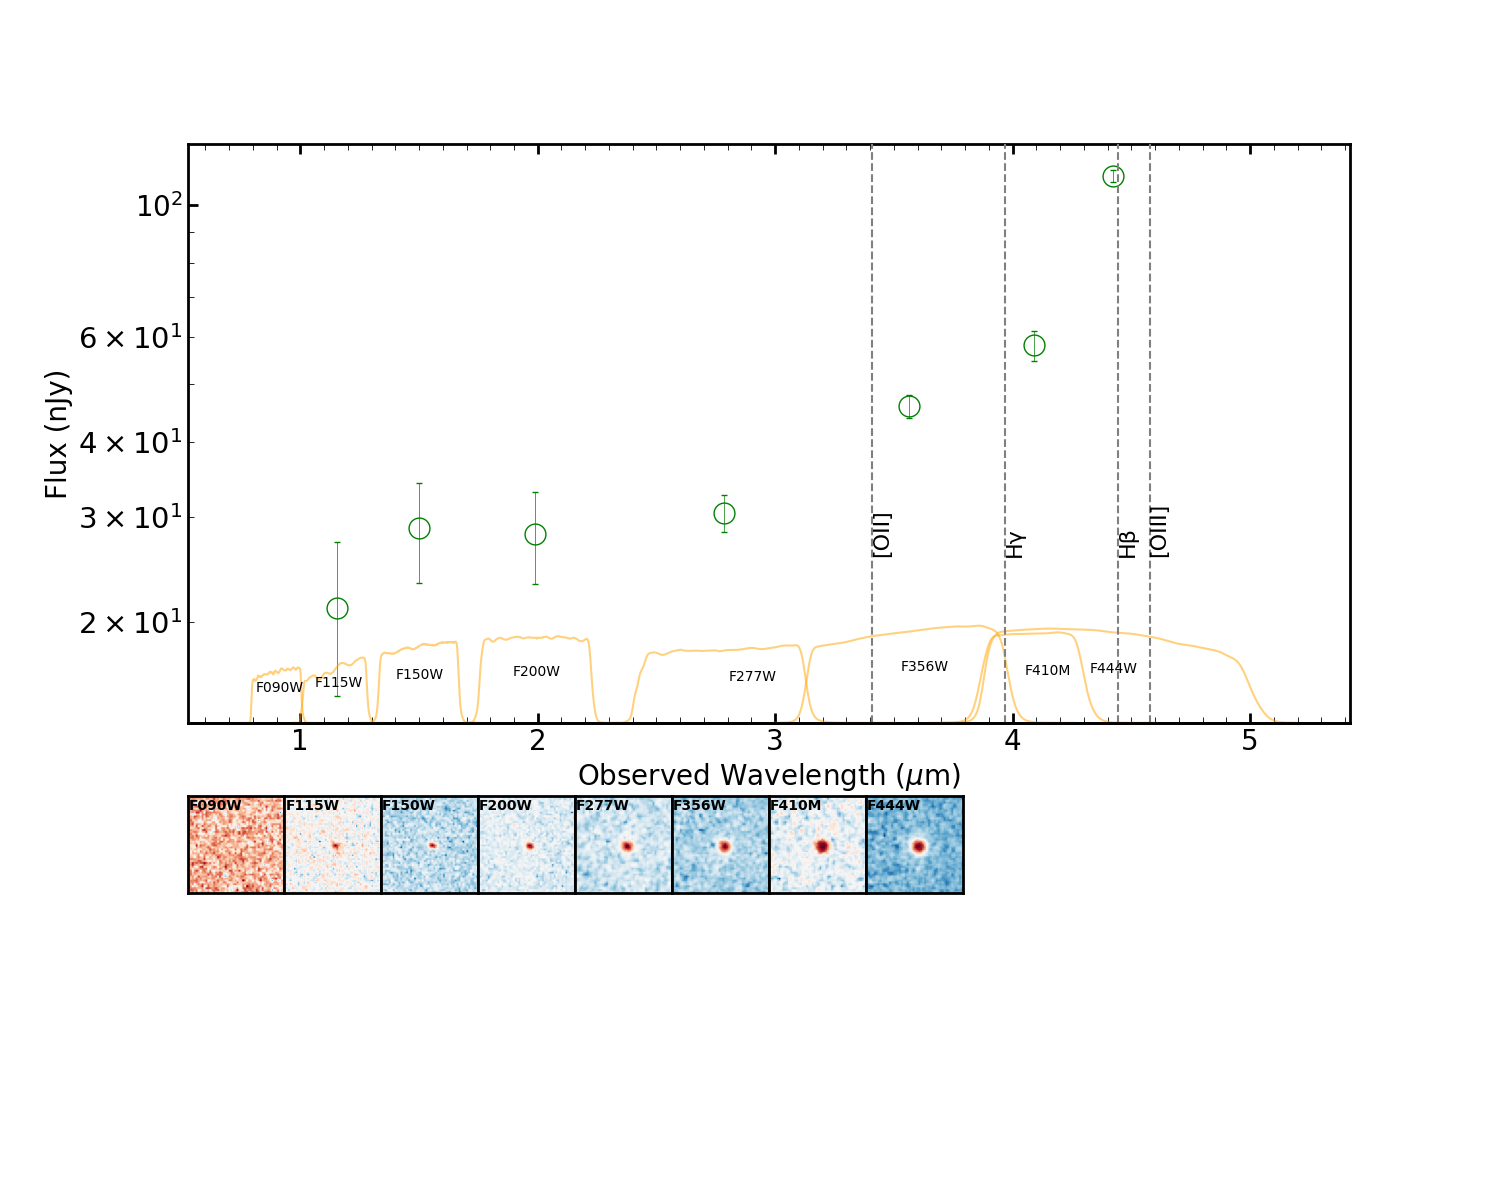 Flux (nJy)
10²
6 × 10¹
4 × 10¹
3 × 10¹
2 × 10¹
[OII]
Hγ
Hβ
[OIII]
F090W
F115W
F150W
F200W
F277W
F356W
F410M
F444W
1
2
3
4
5
Observed Wavelength (μm)
F090W
F115W
F150W
F200W
F277W
F356W
F410M
F444W